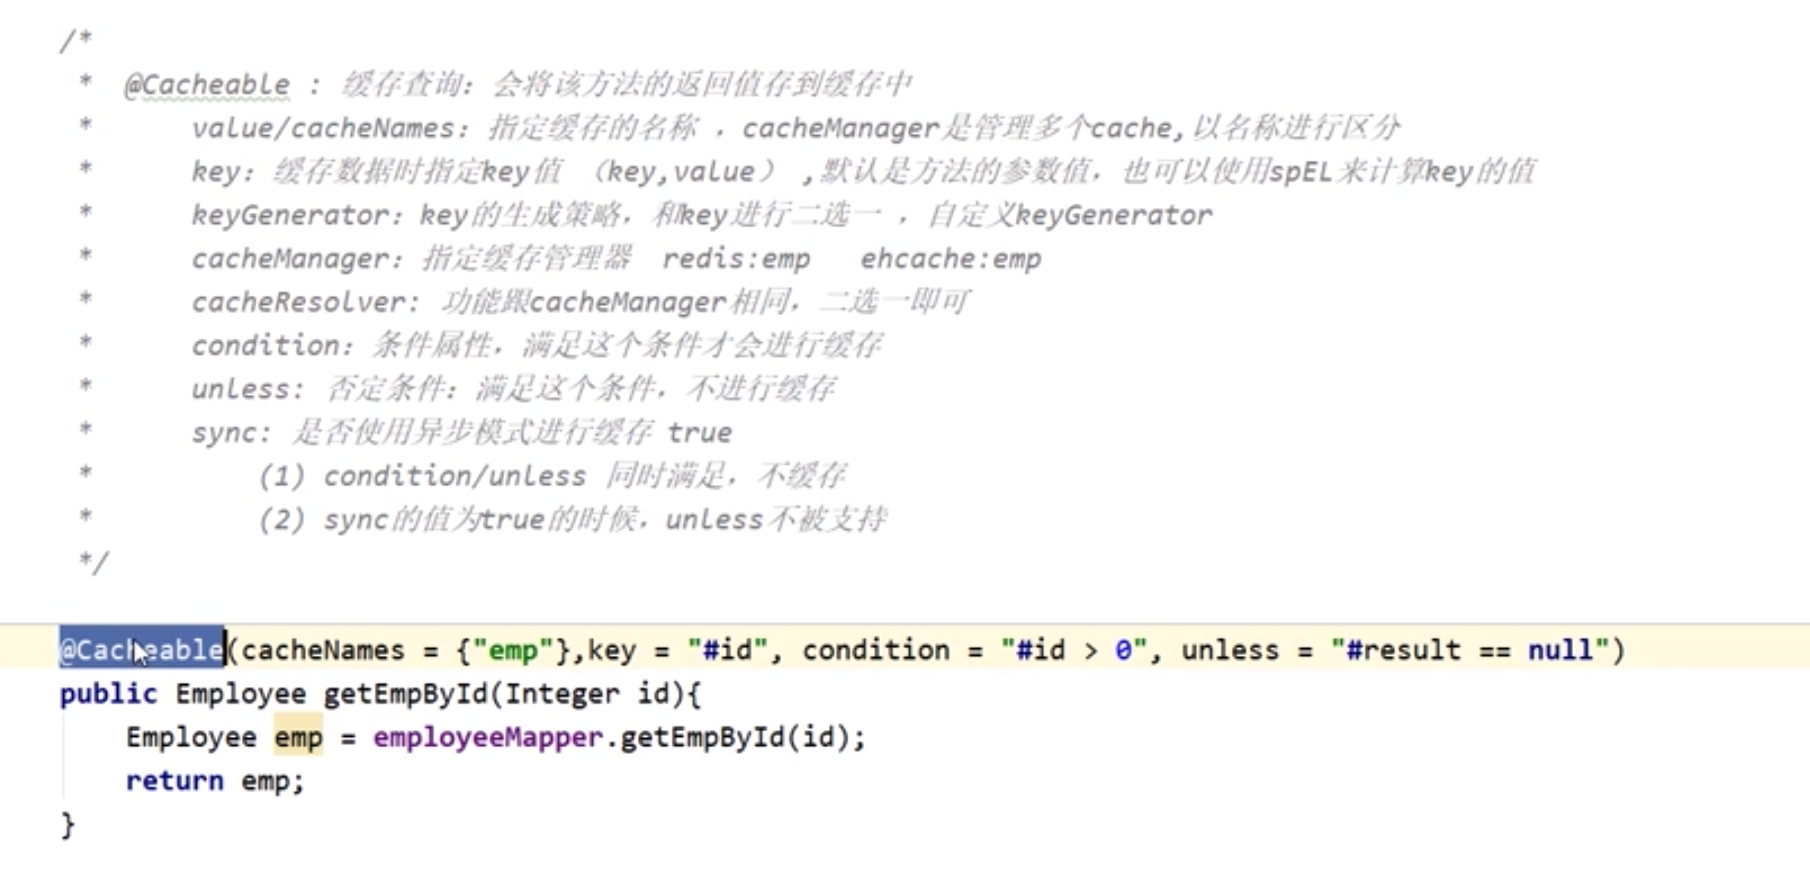 /*
* @Cacheable : 缓存查询：会将该方法的返回值存到缓存中
* value/cacheNames：指定缓存的名称 ，cacheManager是管理多个cache,以名称进行区分
* key：缓存数据时指定key值 （key,value），默认是方法的参数值，也可以使用spEL来计算key的值
* keyGenerator：key的生成策略，和key进行二选一 ，自定义keyGenerator
* cacheManager：指定缓存管理器 redis:emp ehcache:emp
* cacheResolver: 功能跟cacheManager相同，二选一即可
* condition：条件属性，满足这个条件才会进行缓存
* unless: 否定条件：满足这个条件，不进行缓存
* sync: 是否使用异步模式进行缓存 true
* (1) condition/unless 同时满足，不缓存
* (2) sync的值为true的时候，unless不被支持
*/
@Cacheable(cacheNames = {"emp"},key = "#id", condition = "#id > 0", unless = "#result == null")
public Employee getEmpById(Integer id){
Employee emp = employeeMapper.getEmpById(id);
return emp;
}